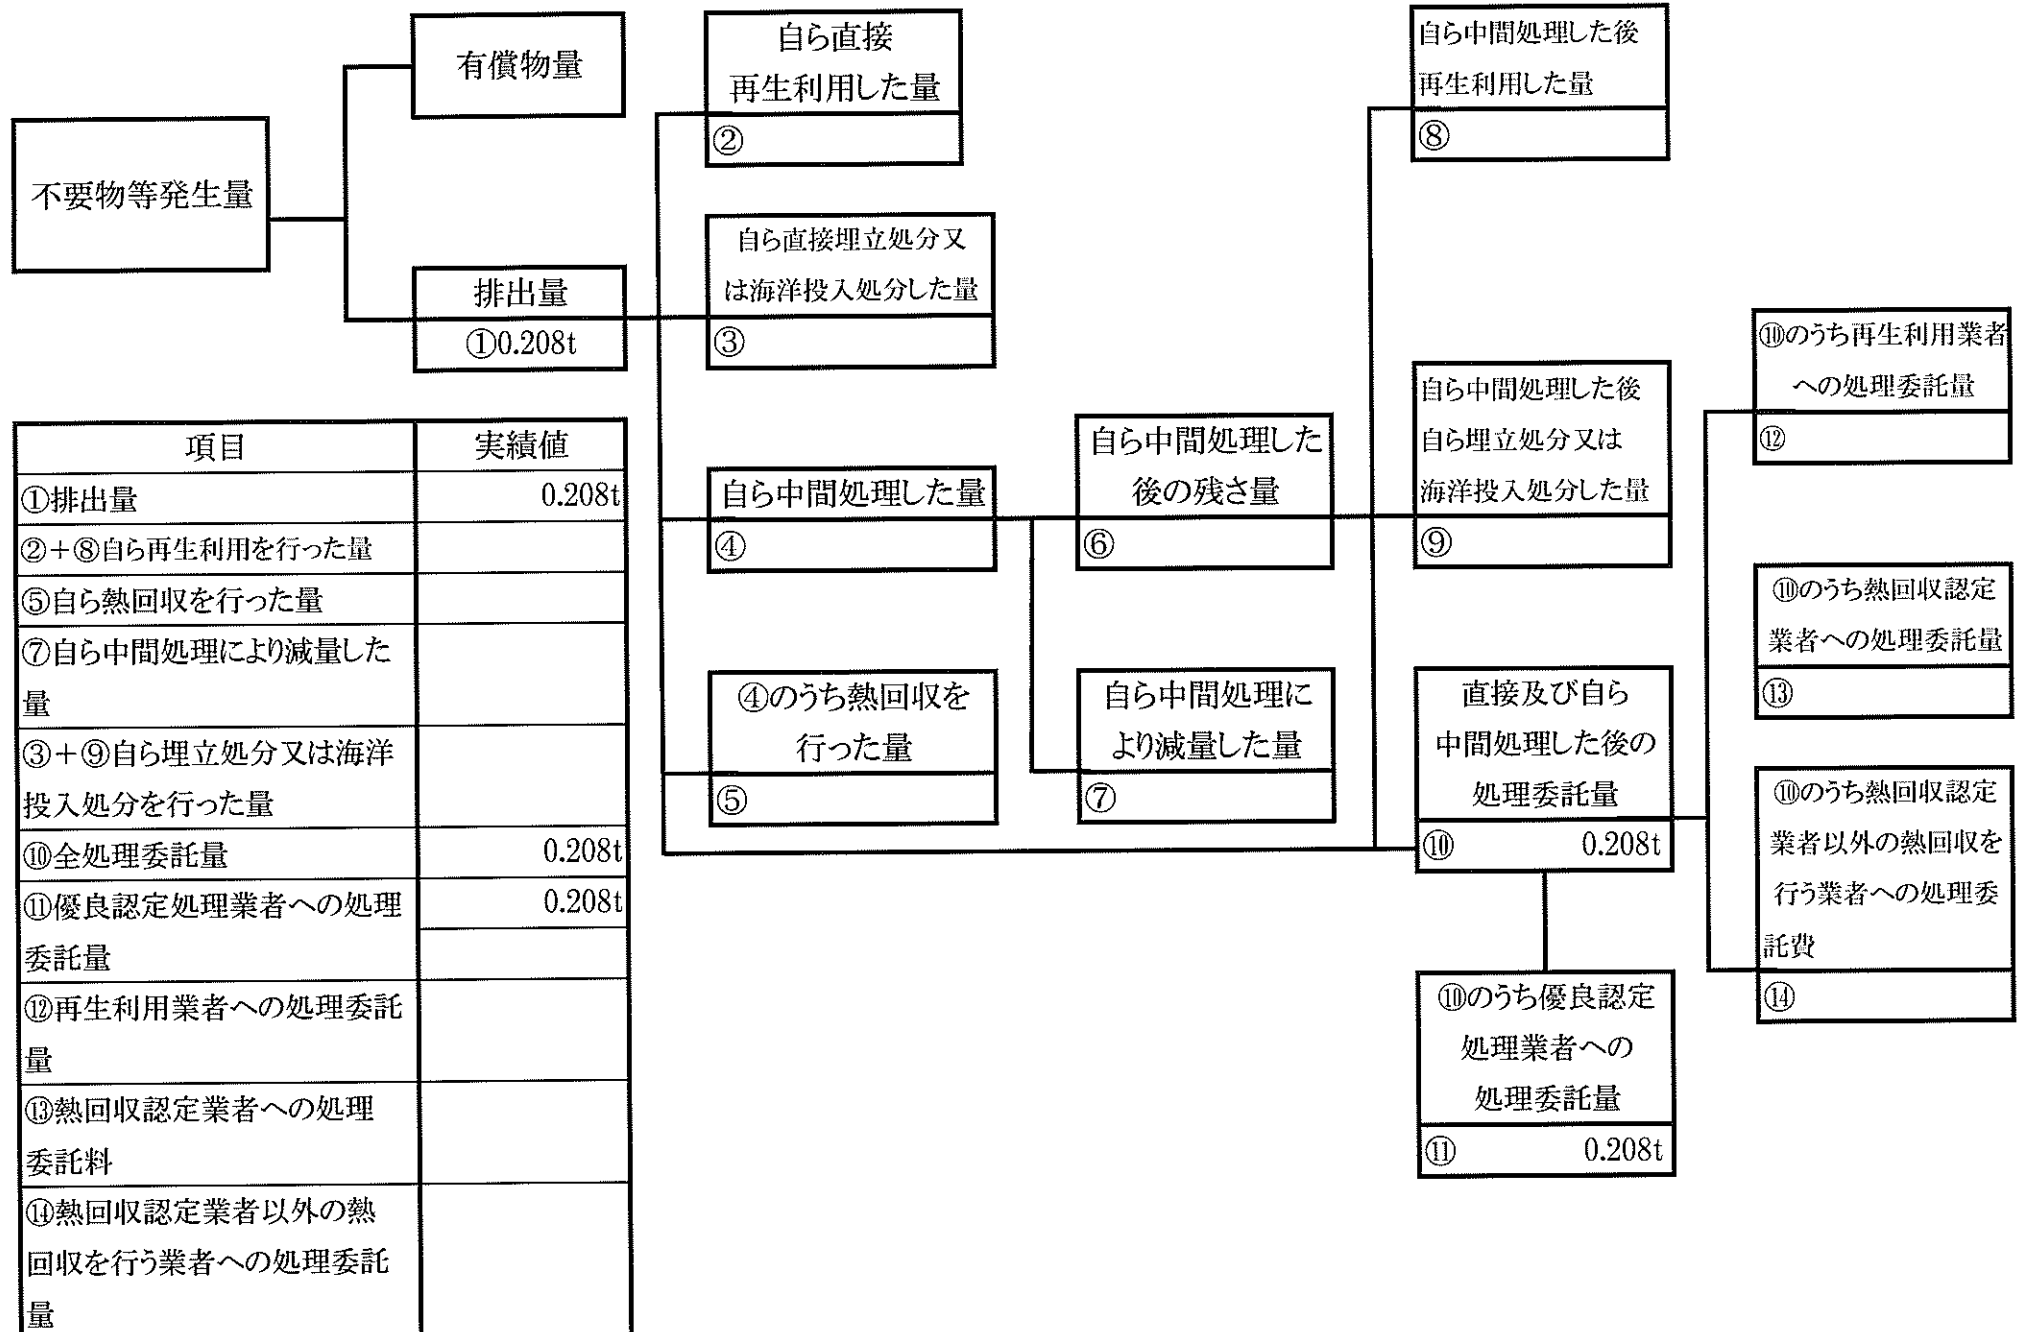 不要物等発生量
有償物量
排出量
①0.208t
自ら直接
再生利用した量
②
自ら直接埋立処分又
は海洋投入処分した量
③
自ら中間処理した量
④
④のうち熱回収を
行った量
⑤
自ら中間処理した
後の残さ量
⑥
自ら中間処理に
より減量した量
⑦
自ら中間処理した後
再生利用した量
⑧
自ら中間処理した後
自ら埋立処分又は
海洋投入処分した量
⑨
直接及び自ら
中間処理した後の
処理委託量
⑩ 0.208t
⑩のうち優良認定
処理業者への
処理委託量
⑪ 0.208t
⑩のうち再生利用業者
への処理委託量
⑫
⑩のうち熱回収認定
業者への処理委託量
⑬
⑩のうち熱回収認定
業者以外の熱回収を
行う業者への処理委
託費
⑭
項目 実績値
①排出量 0.208t
②+⑧自ら再生利用を行った量
⑤自ら熱回収を行った量
⑦自ら中間処理により減量した
量
③+⑨自ら埋立処分又は海洋
投入処分を行った量
⑩全処理委託量 0.208t
⑪優良認定処理業者への処理 0.208t
委託量
⑫再生利用業者への処理委託
量
⑬熱回収認定業者への処理
委託料
⑭熱回収認定業者以外の熱
回収を行う業者への処理委託
量